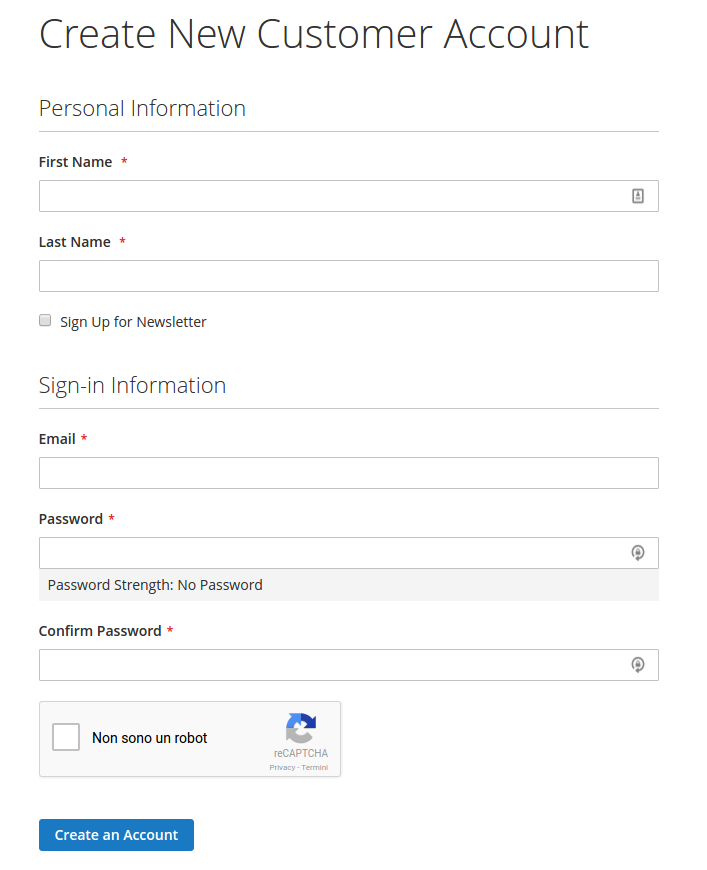 Create New Customer Account
Personal Information
First Name *
Last Name *
Sign Up for Newsletter
Sign-in Information
Email *
Password *
Password Strength: No Password
Confirm Password *
Non sono un robot
reCAPTCHA
Privacy - Termini
Create an Account